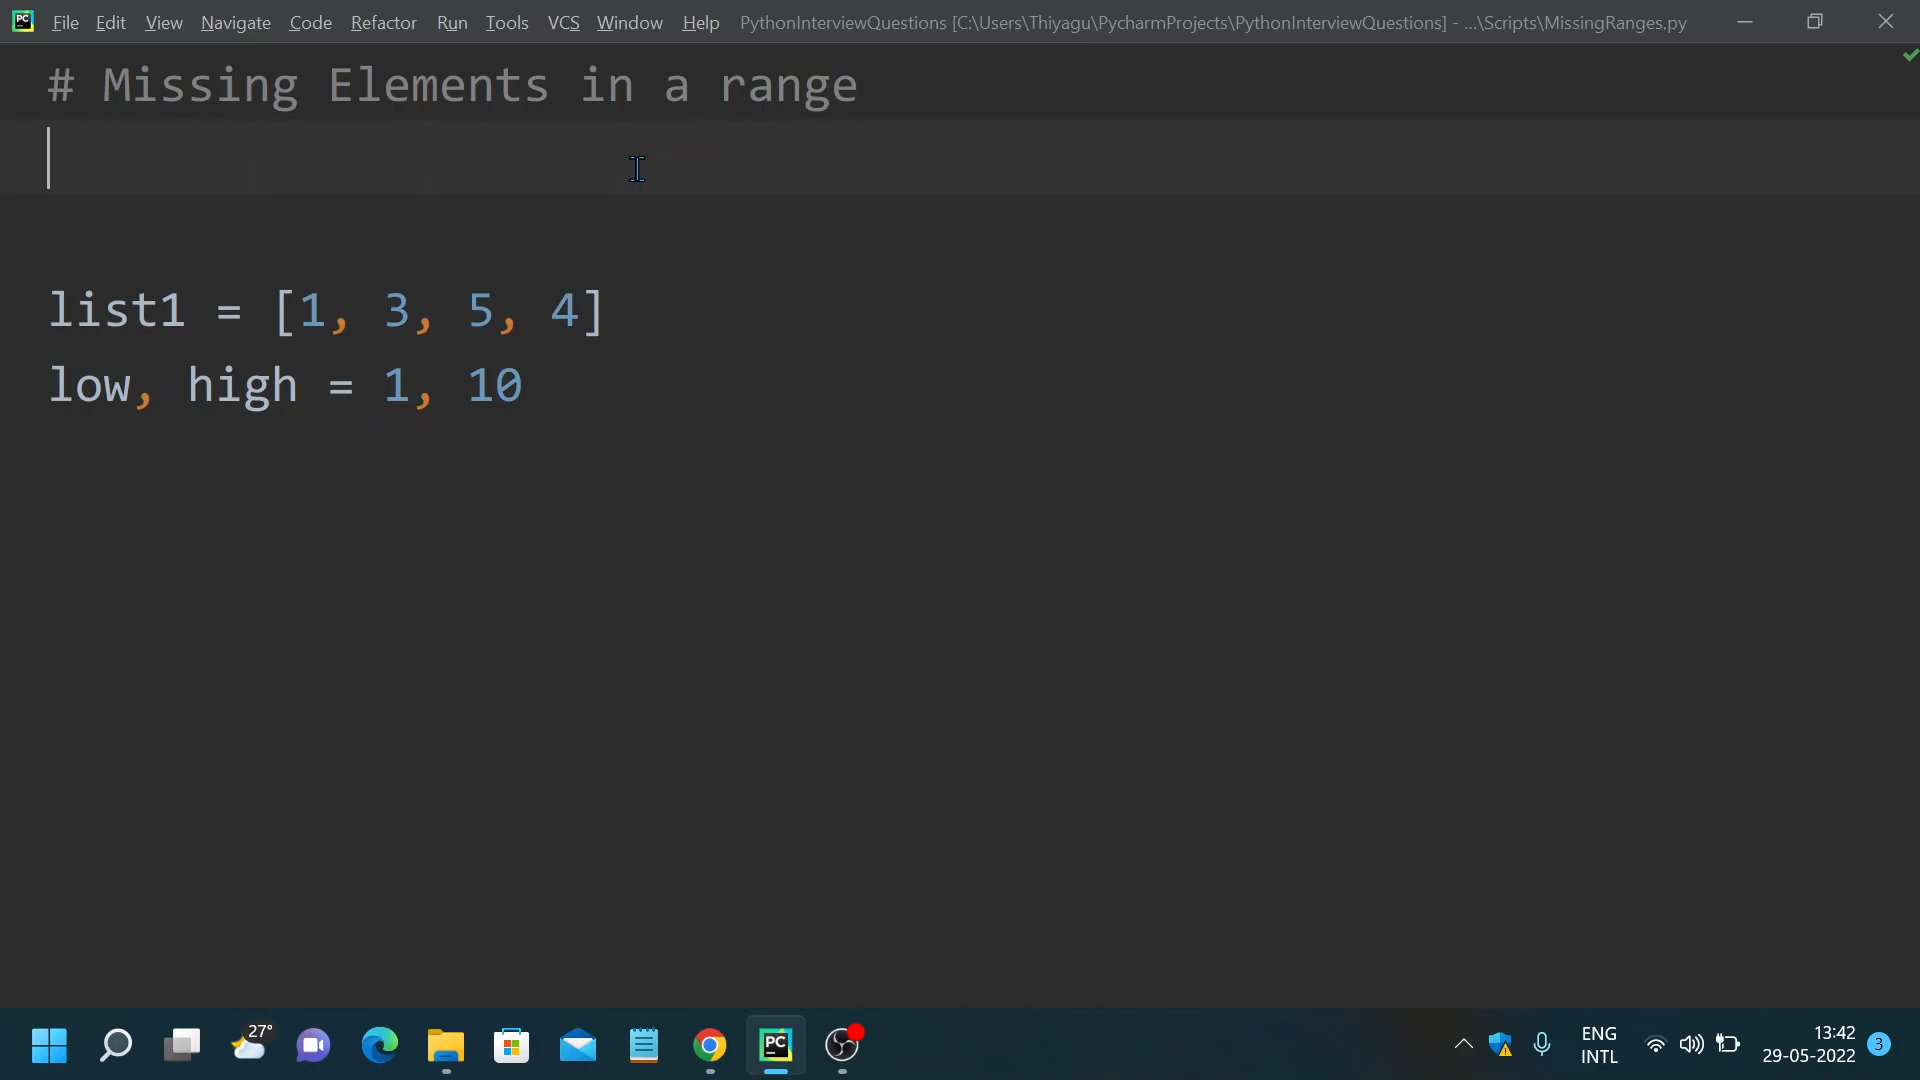 File Edit View Navigate Code Refactor Run Tools VCS Window Help PythonInterviewQuestions [C:\Users\Thiyagu\PycharmProjects\PythonInterviewQuestions] - ...\Scripts\MissingRanges.py
# Missing Elements in a range
list1 = [1, 3, 5, 4]
low, high = 1, 10
27°
PC
ENG
INTL
13:42
29-05-2022
3